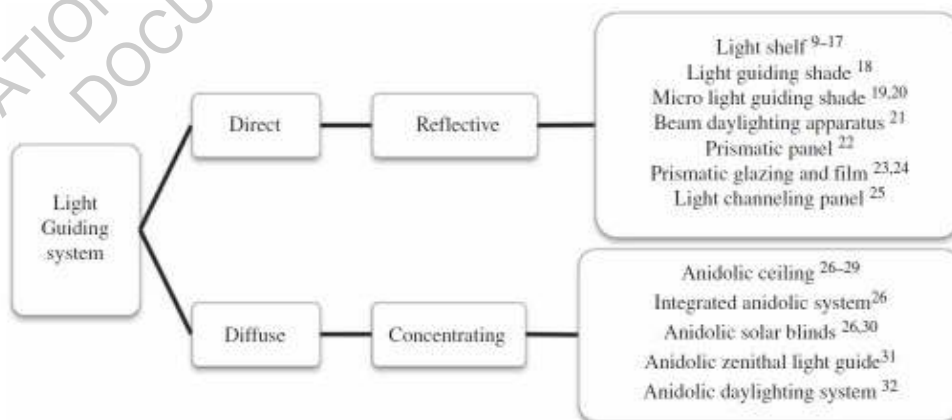 Light
Guiding
system
Direct
Reflective
Light shelf 9–17
Light guiding shade 18
Micro light guiding shade 19,20
Beam daylighting apparatus 21
Prismatic panel 22
Prismatic glazing and film 23,24
Light channeling panel 25
Diffuse
Concentrating
Anidolic ceiling 26–29
Integrated anidolic system26
Anidolic solar blinds 26,30
Anidolic zenithal light guide31
Anidolic daylighting system 32